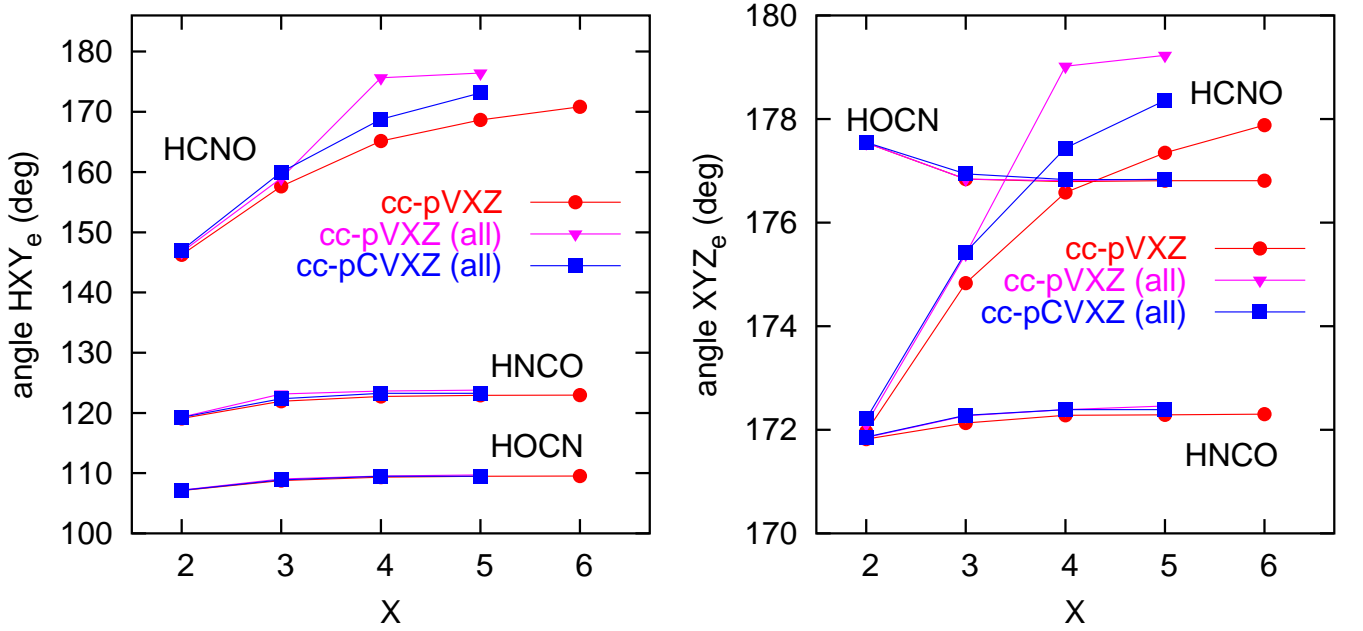 180
170
160
150
140
130
120
110
100
angle HXY_e (deg)
HCNO
cc-pVXZ
cc-pVXZ (all)
cc-pCVXZ (all)
HNCO
HOCN
2 3 4 5 6
X
180
178
176
174
172
170
angle XYZ_e (deg)
HOCN
HCNO
cc-pVXZ
cc-pVXZ (all)
cc-pCVXZ (all)
HNCO
2 3 4 5 6
X